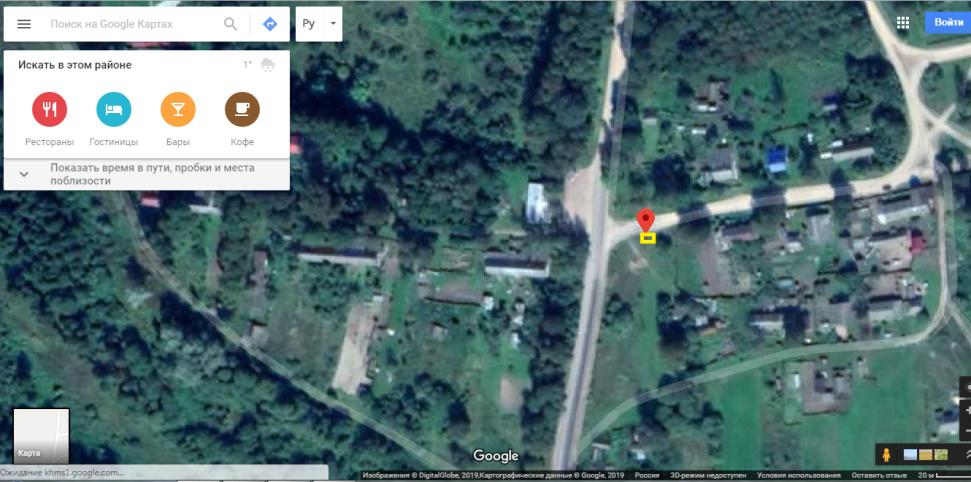 Поиск на Google Картах
Ру
Войти
Искать в этом районе
1°
Рестораны
Гостиницы
Бары
Кофе
Показать время в пути, пробки и места
поблизости
Карта
Google
Ожидание khms1.google.com...
Изображения © DigitalGlobe, 2019,Картографические данные © Google, 2019 Россия 3D-режим недоступен Условия использования Оставить отзыв 20 м